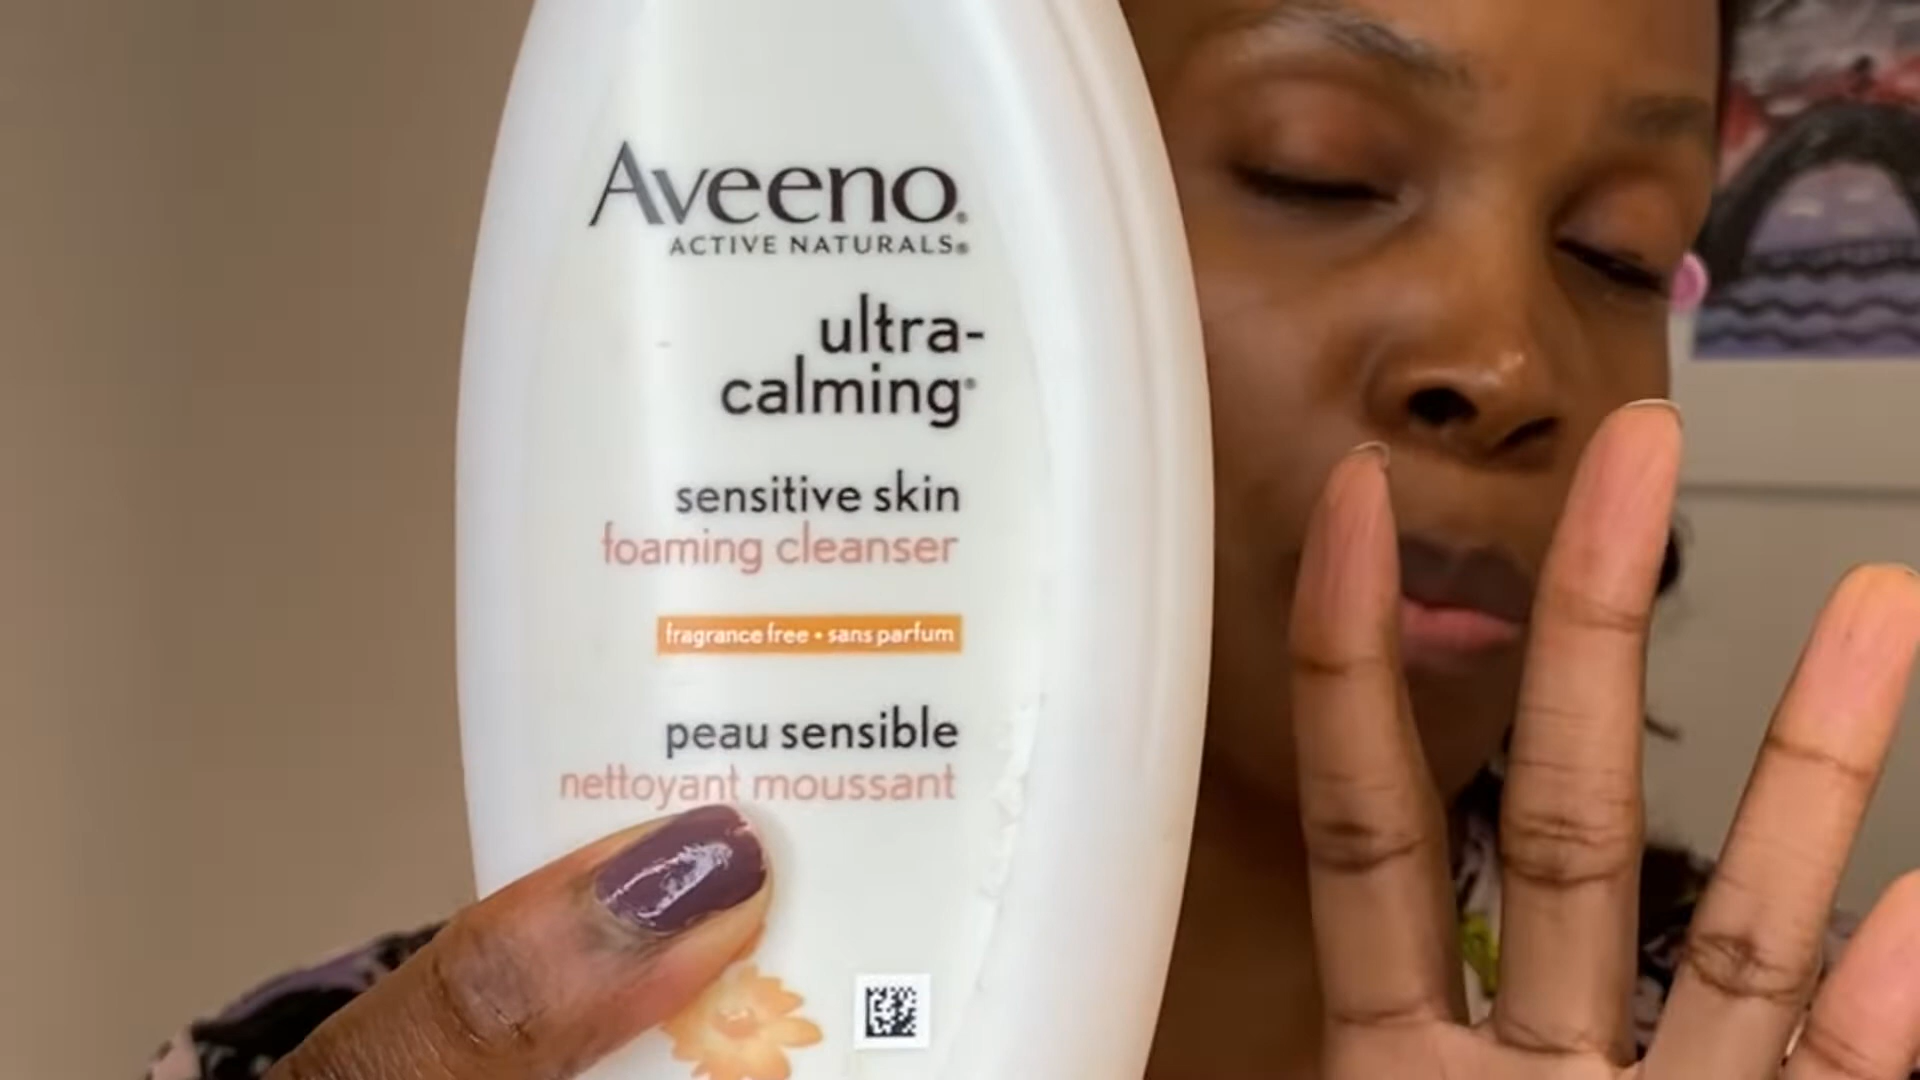 Aveeno®
ACTIVE NATURALS®
ultra-
calming®
sensitive skin
foaming cleanser
fragrance free • sans parfum
peau sensible
nettoyant moussant